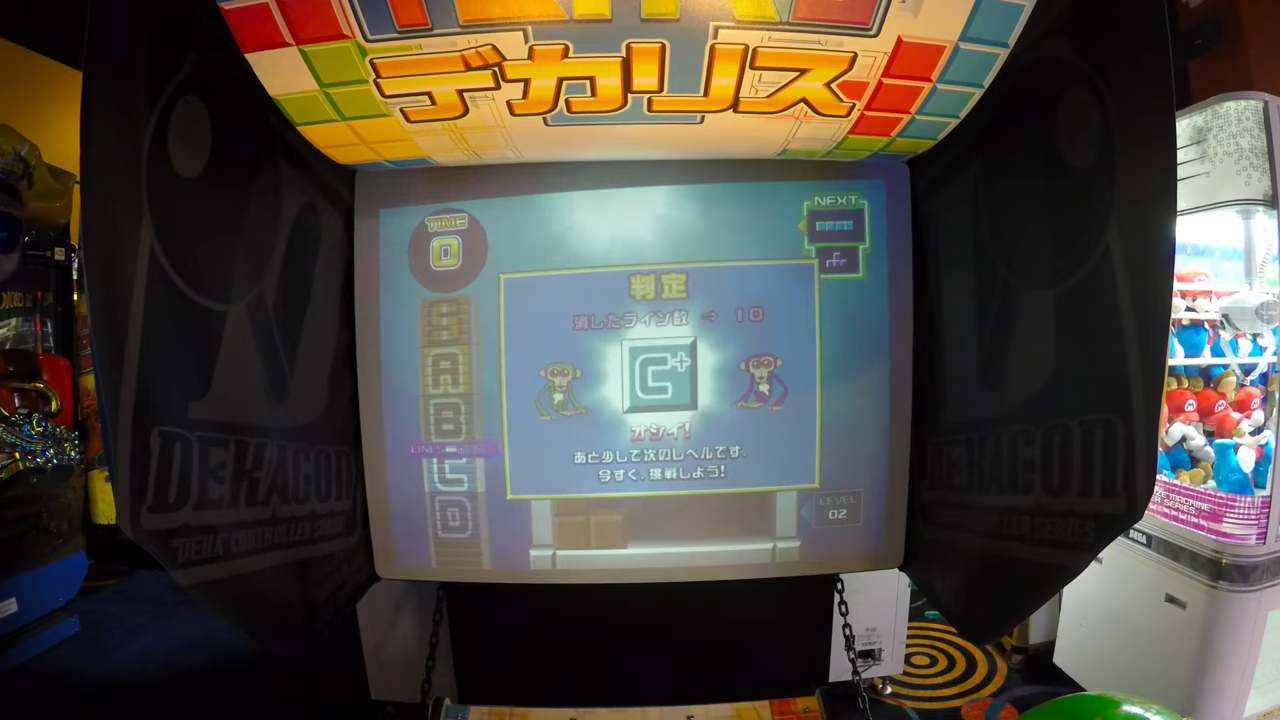 デカリス
TIME
0
NEXT
判定
消したライン数 → 10
C+
オシイ!
あと少しで次のレベルです。
今すぐ、挑戦しよう!
S
A
B
C
D
LEVEL
02
DEKACON
"DEKA" CONTROLLER SERIES
DEKACON
SEGA